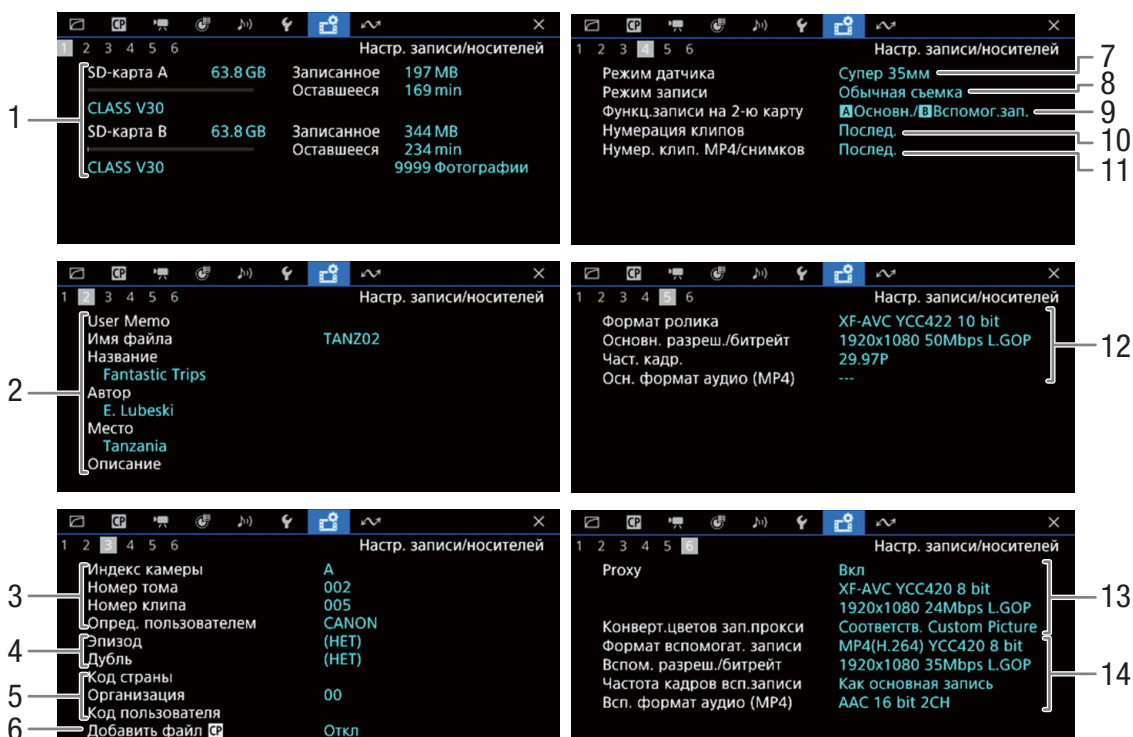 CP
1 2 3 4 5 6 Настр. записи/носителей
SD-карта A 63.8 GB Записанное 197 MB
Оставшееся 169 min
CLASS V30
SD-карта B 63.8 GB Записанное 344 MB
Оставшееся 234 min
CLASS V30 9999 Фотографии
1
CP
1 2 3 4 5 6 Настр. записи/носителей
Режим датчика Супер 35мм 7
Режим записи Обычная съемка 8
Функц.записи на 2-ю карту AОсновн./BВспомог.зап. 9
Нумерация клипов Послед. 10
Нумер. клип. MP4/снимков Послед. 11
CP
1 2 3 4 5 6 Настр. записи/носителей
User Memo
Имя файла TANZ02
Название
Fantastic Trips
2 Автор
E. Lubeski
Место
Tanzania
Описание
CP
1 2 3 4 5 6 Настр. записи/носителей
Формат ролика XF-AVC YCC422 10 bit
Основн. разреш./битрейт 1920x1080 50Mbps L.GOP 12
Част. кадр. 29.97P
Осн. формат аудио (MP4) ---
CP
1 2 3 4 5 6 Настр. записи/носителей
Индекс камеры A
Номер тома 002
3 Номер клипа 005
Опред. пользователем CANON
Эпизод (НЕТ)
4
Дубль (НЕТ)
Код страны
5 Организация 00
Код пользователя
6 Добавить файл CP Откл
CP
1 2 3 4 5 6 Настр. записи/носителей
Proxy Вкл
XF-AVC YCC420 8 bit 13
1920x1080 24Mbps L.GOP
Конверт.цветов зап.прокси Соответств. Custom Picture
Формат вспомогат. записи MP4(H.264) YCC420 8 bit
Вспом. разреш./битрейт 1920x1080 35Mbps L.GOP 14
Частота кадров всп.записи Как основная запись
Всп. формат аудио (MP4) AAC 16 bit 2CH